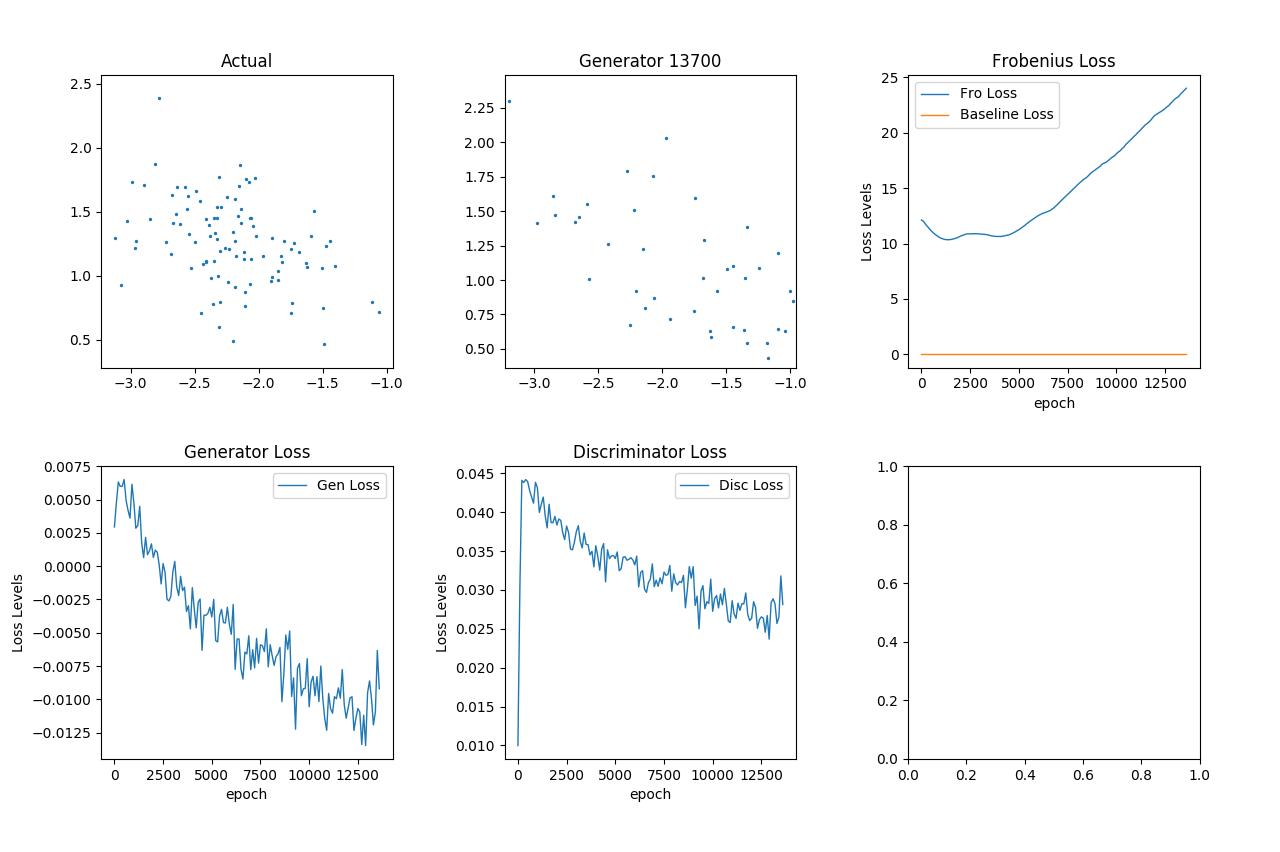 Actual
2.5
2.0
1.5
1.0
0.5
−3.0 −2.5 −2.0 −1.5 −1.0
Generator 13700
2.25
2.00
1.75
1.50
1.25
1.00
0.75
0.50
−3.0 −2.5 −2.0 −1.5 −1.0
Frobenius Loss
Fro Loss
Baseline Loss
Loss Levels
25
20
15
10
5
0
0 2500 5000 7500 10000 12500
epoch
Generator Loss
Gen Loss
Loss Levels
0.0075
0.0050
0.0025
0.0000
−0.0025
−0.0050
−0.0075
−0.0100
−0.0125
0 2500 5000 7500 10000 12500
epoch
Discriminator Loss
Disc Loss
Loss Levels
0.045
0.040
0.035
0.030
0.025
0.020
0.015
0.010
0 2500 5000 7500 10000 12500
epoch
1.0
0.8
0.6
0.4
0.2
0.0
0.0 0.2 0.4 0.6 0.8 1.0